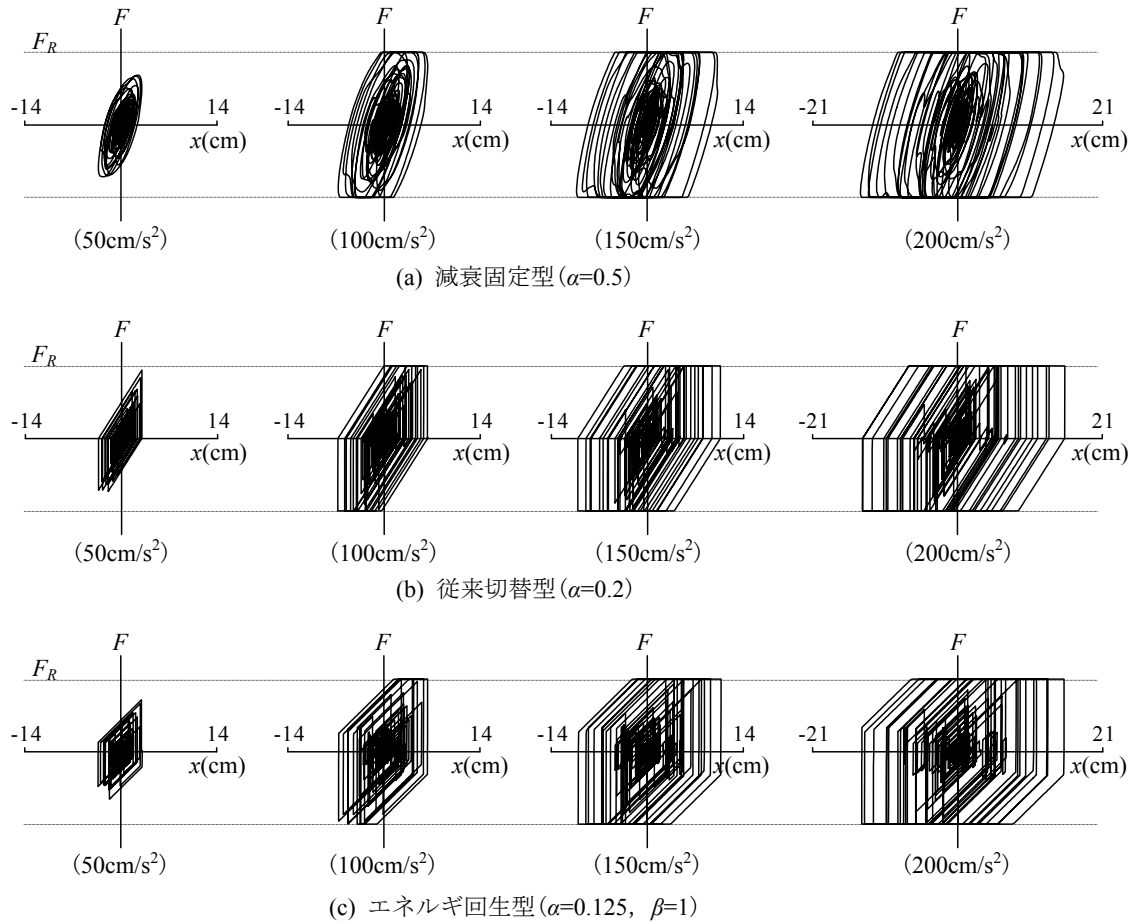 F F F F
F_R
-14 14 -14 14 -14 14 -21 21
x(cm) x(cm) x(cm) x(cm)
(50cm/s²) (100cm/s²) (150cm/s²) (200cm/s²)
(a) 減衰固定型(α=0.5)
F F F F
F_R
-14 14 -14 14 -14 14 -21 21
x(cm) x(cm) x(cm) x(cm)
(50cm/s²) (100cm/s²) (150cm/s²) (200cm/s²)
(b) 従来切替型(α=0.2)
F F F F
F_R
-14 14 -14 14 -14 14 -21 21
x(cm) x(cm) x(cm) x(cm)
(50cm/s²) (100cm/s²) (150cm/s²) (200cm/s²)
(c) エネルギ回生型(α=0.125, β=1)